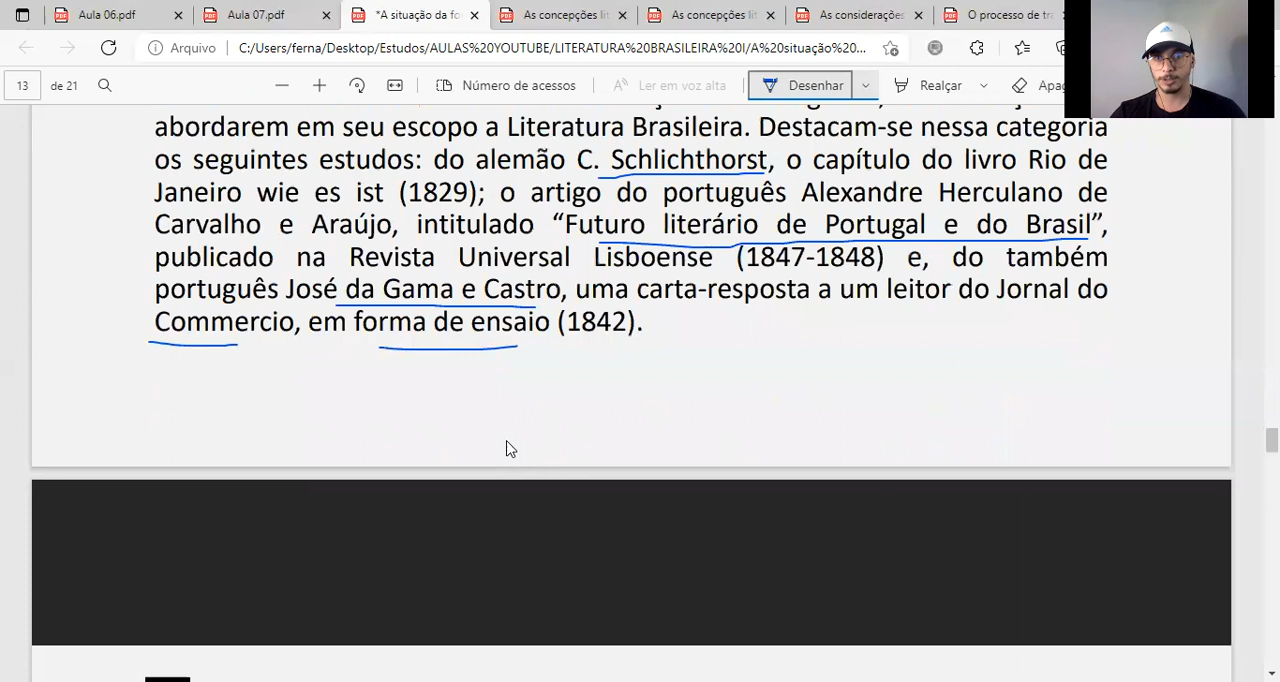 Aula 06.pdf
Aula 07.pdf
*A situação da fo
As concepções lit
As concepções lit
As considerações
O processo de tra
Arquivo
C:/Users/ferna/Desktop/Estudos/AULAS%20YOUTUBE/LITERATURA%20BRASILEIRA%20I/A%20situação%20...
13 de 21
Número de acessos
Ler em voz alta
Desenhar
Realçar
Apag
abordarem em seu escopo a Literatura Brasileira. Destacam-se nessa categoria
os seguintes estudos: do alemão C. Schlichthorst, o capítulo do livro Rio de
Janeiro wie es ist (1829); o artigo do português Alexandre Herculano de
Carvalho e Araújo, intitulado “Futuro literário de Portugal e do Brasil”,
publicado na Revista Universal Lisboense (1847-1848) e, do também
português José da Gama e Castro, uma carta-resposta a um leitor do Jornal do
Commercio, em forma de ensaio (1842).